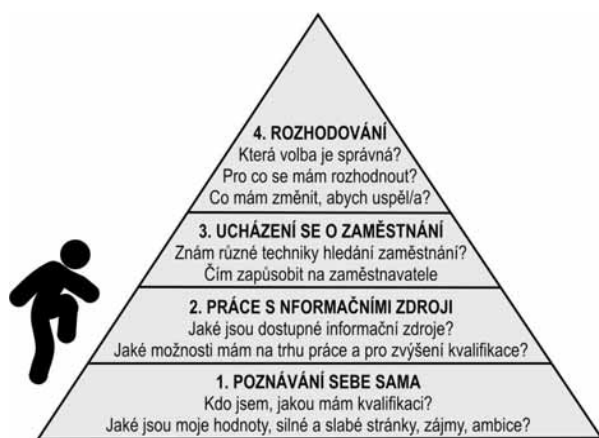 4. ROZHODOVÁNÍ
Která volba je správná?
Pro co se mám rozhodnout?
Co mám změnit, abych uspěl/a?
3. UCHÁZENÍ SE O ZAMĚSTNÁNÍ
Znám různé techniky hledání zaměstnání?
Čím zapůsobit na zaměstnavatele
2. PRÁCE S NFORMAČNÍMI ZDROJI
Jaké jsou dostupné informační zdroje?
Jaké možnosti mám na trhu práce a pro zvýšení kvalifikace?
1. POZNÁVÁNÍ SEBE SAMA
Kdo jsem, jakou mám kvalifikaci?
Jaké jsou moje hodnoty, silné a slabé stránky, zájmy, ambice?